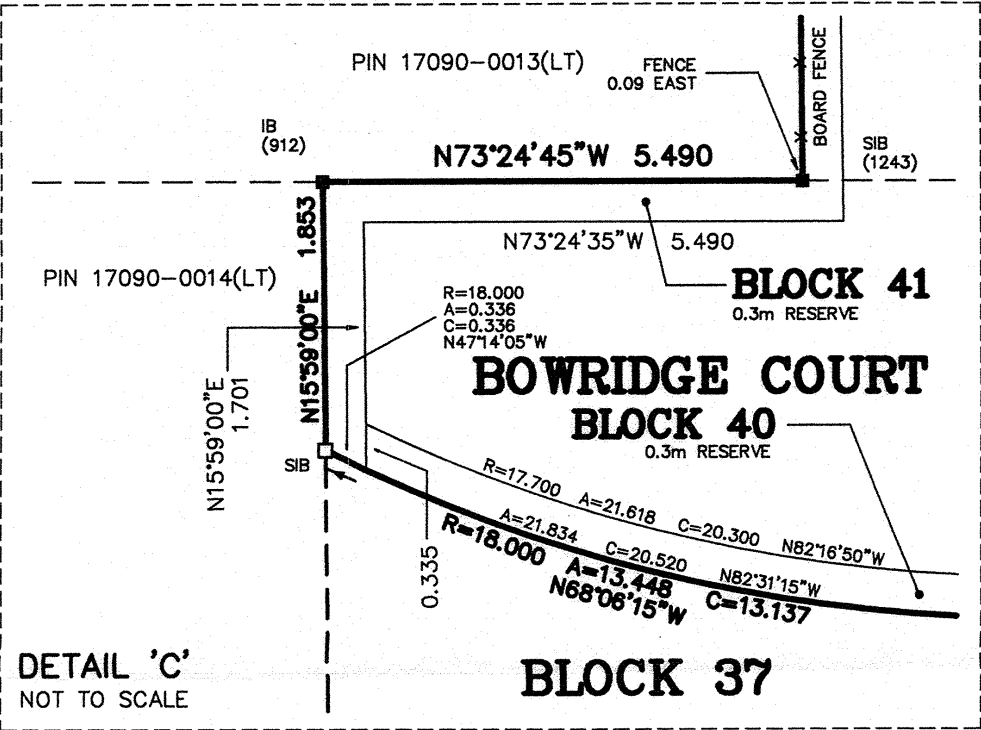 PIN 17090-0013(LT)
FENCE
0.09 EAST
BOARD FENCE
IB
(912)
SIB
(1243)
N73°24'45"W 5.490
N73°24'35"W 5.490
N15°59'00"E 1.853
PIN 17090-0014(LT)
BLOCK 41
0.3m RESERVE
R=18.000
A=0.336
C=0.336
N47°14'05"W
N15°59'00"E
1.701
BOWRIDGE COURT
BLOCK 40
0.3m RESERVE
SIB
R=17.700 A=21.618 C=20.300 N82°16'50"W
A=21.834 C=20.520 N82°31'15"W
R=18.000 A=13.448 C=13.137
N68°06'15"W
0.335
DETAIL 'C'
NOT TO SCALE
BLOCK 37